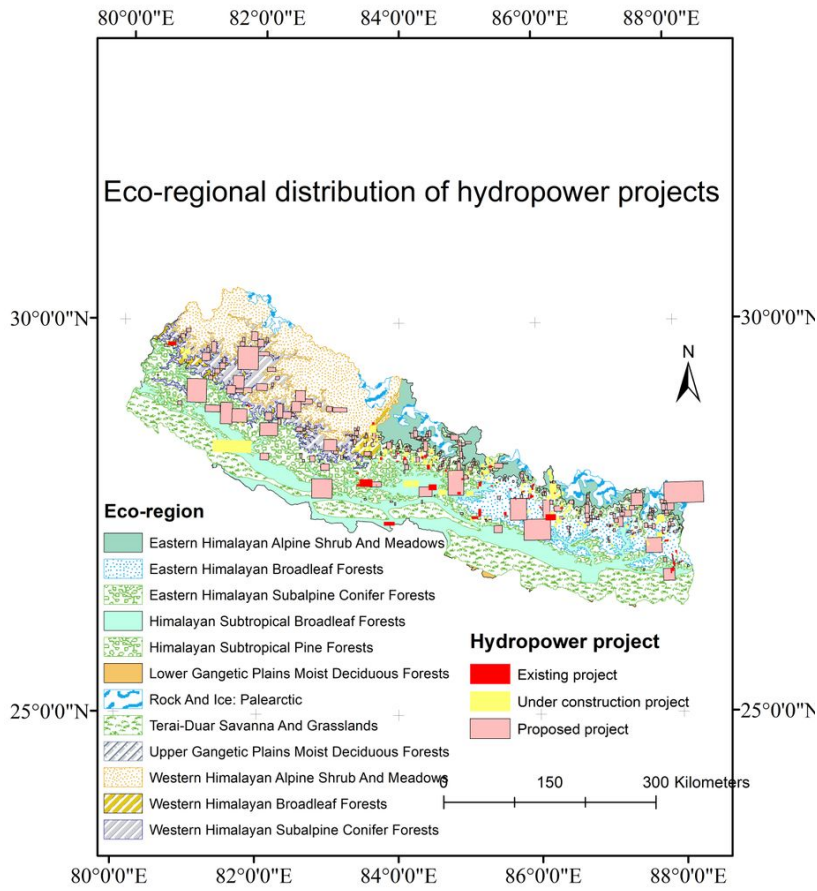 80°0'0"E 82°0'0"E 84°0'0"E 86°0'0"E 88°0'0"E
Eco-regional distribution of hydropower projects
30°0'0"N 30°0'0"N
N
Eco-region
Eastern Himalayan Alpine Shrub And Meadows
Eastern Himalayan Broadleaf Forests
Eastern Himalayan Subalpine Conifer Forests
Himalayan Subtropical Broadleaf Forests
Himalayan Subtropical Pine Forests
Lower Gangetic Plains Moist Deciduous Forests
Rock And Ice: Palearctic
Terai-Duar Savanna And Grasslands
Upper Gangetic Plains Moist Deciduous Forests
Western Himalayan Alpine Shrub And Meadows
Western Himalayan Broadleaf Forests
Western Himalayan Subalpine Conifer Forests
Hydropower project
Existing project
Under construction project
Proposed project
25°0'0"N 25°0'0"N
0 150 300 Kilometers
80°0'0"E 82°0'0"E 84°0'0"E 86°0'0"E 88°0'0"E